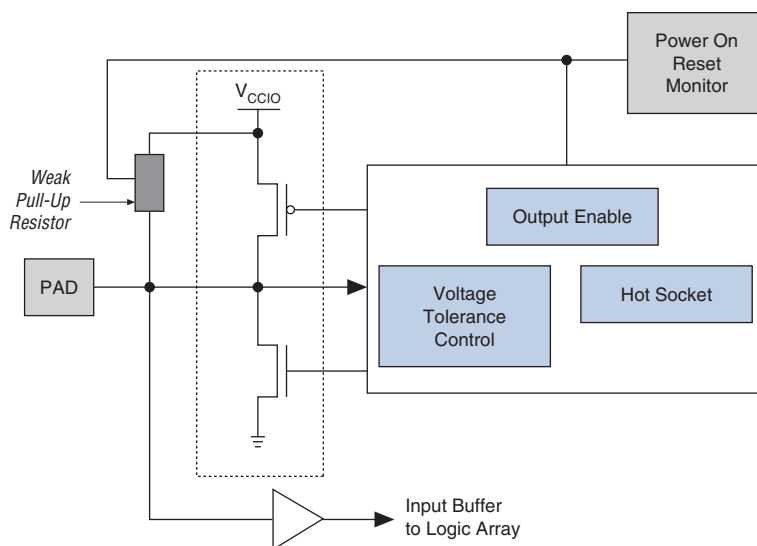 Power On
Reset
Monitor
V_CCIO
Weak
Pull-Up
Resistor
Output Enable
PAD
Voltage
Tolerance
Control
Hot Socket
Input Buffer
to Logic Array